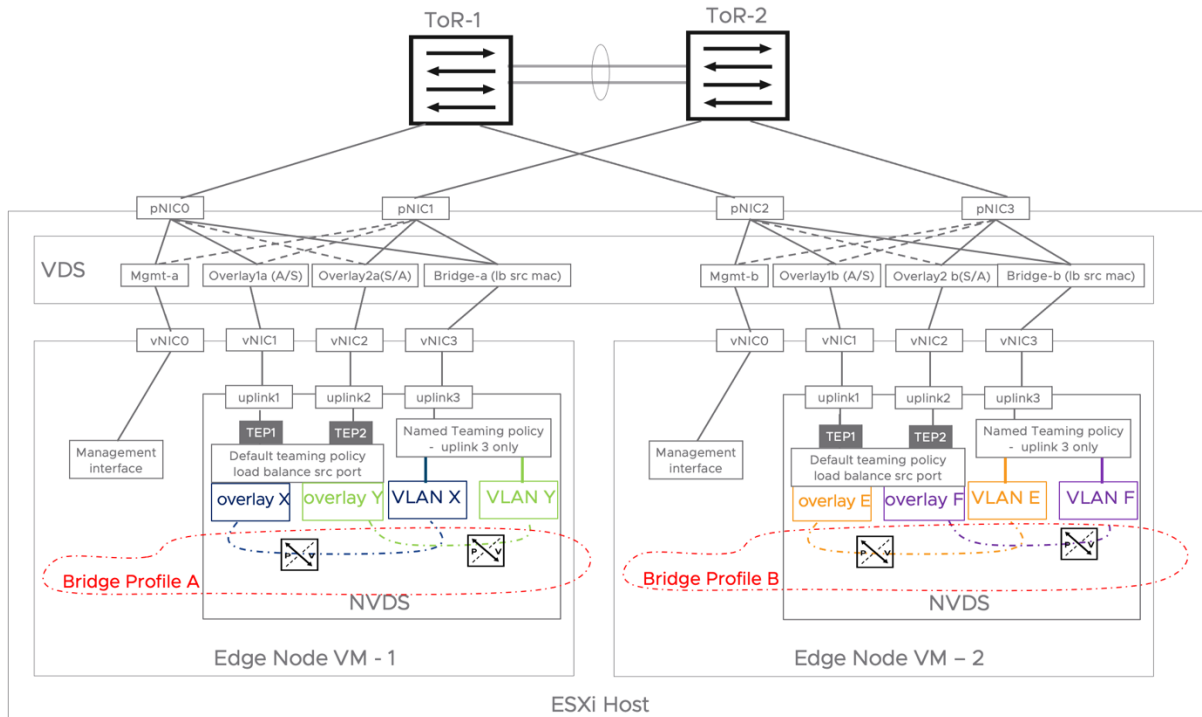 ToR-1
ToR-2
pNIC0
pNIC1
pNIC2
pNIC3
VDS
Mgmt-a
Overlay1a (A/S)
Overlay2a(S/A)
Bridge-a (lb src mac)
Mgmt-b
Overlay1b (A/S)
Overlay2 b(S/A)
Bridge-b (lb src mac)
vNIC0
vNIC1
vNIC2
vNIC3
vNIC0
vNIC1
vNIC2
vNIC3
uplink1
uplink2
uplink3
uplink1
uplink2
uplink3
TEP1
TEP2
Named Teaming policy
- uplink 3 only
TEP1
TEP2
Named Teaming policy
- uplink 3 only
Management
interface
Default teaming policy
load balance src port
Management
interface
Default teaming policy
load balance src port
overlay X
overlay Y
VLAN X
VLAN Y
overlay E
overlay F
VLAN E
VLAN F
P V
P V
P V
P V
Bridge Profile A
Bridge Profile B
NVDS
NVDS
Edge Node VM - 1
Edge Node VM – 2
ESXi Host